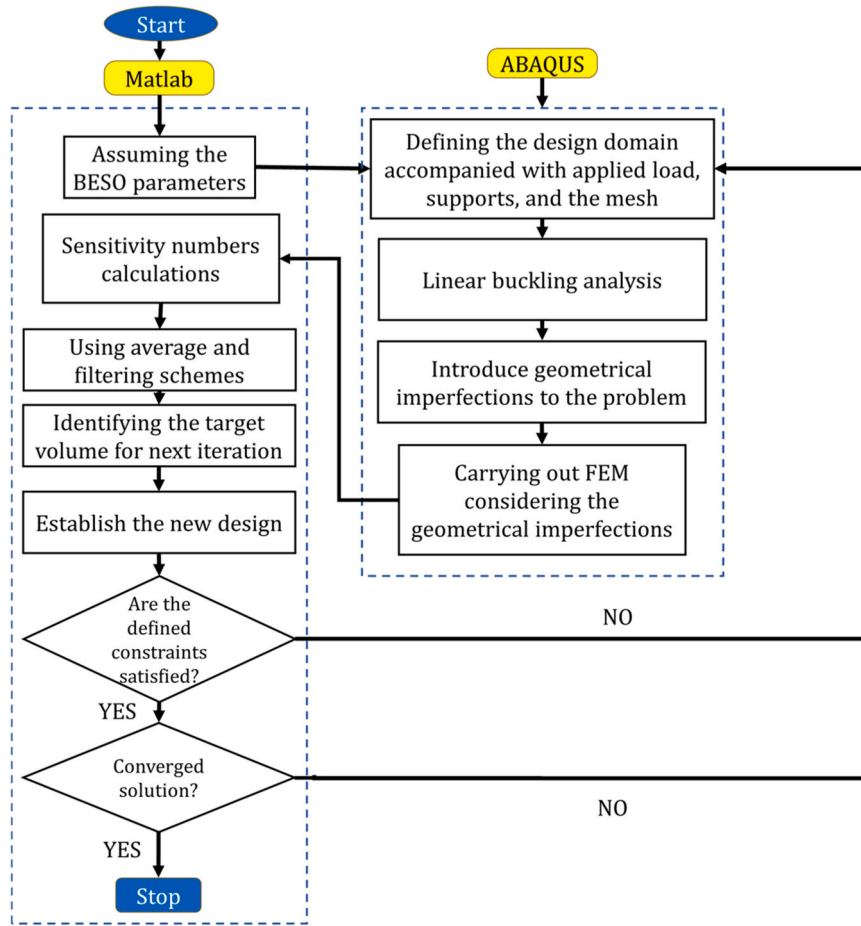 Start
Matlab
Assuming the
BESO parameters
Sensitivity numbers
calculations
Using average and
filtering schemes
Identifying the target
volume for next iteration
Establish the new design
Are the
defined
constraints
satisfied?
YES
Converged
solution?
YES
Stop
ABAQUS
Defining the design domain
accompanied with applied load,
supports, and the mesh
Linear buckling analysis
Introduce geometrical
imperfections to the problem
Carrying out FEM
considering the
geometrical imperfections
NO
NO